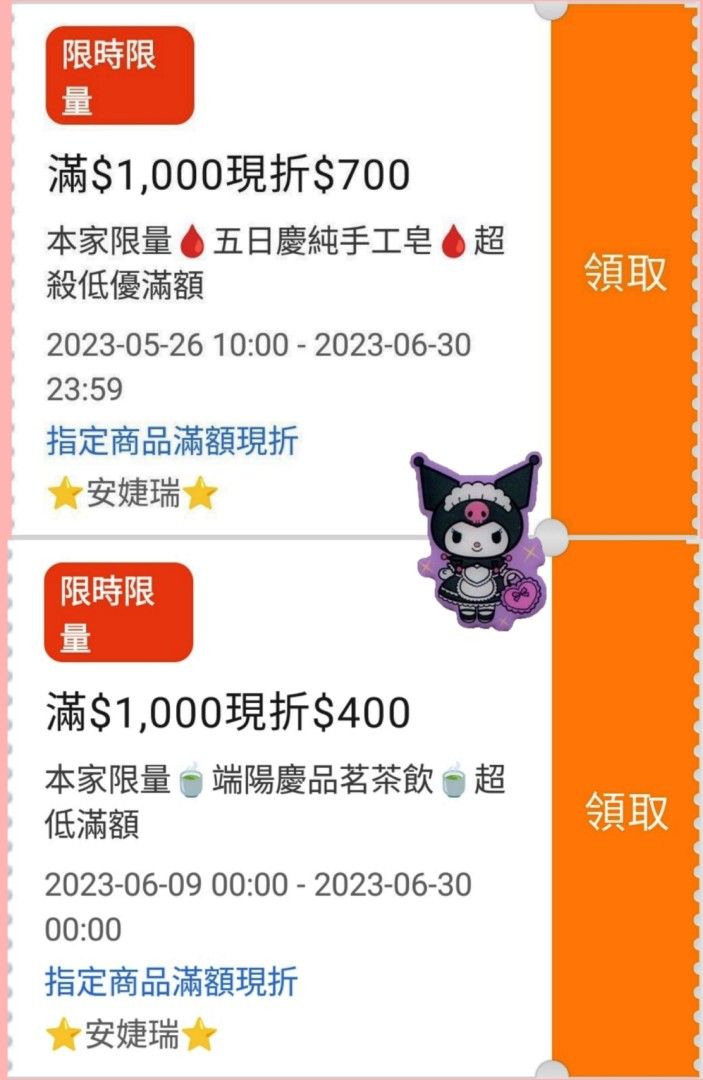 限時限
量
滿$1,000現折$700
本家限量🩸五日慶純手工皂🩸超
殺低優滿額
領取
2023-05-26 10:00 - 2023-06-30
23:59
指定商品滿額現折
⭐安婕瑞⭐
限時限
量
滿$1,000現折$400
本家限量🍵端陽慶品茗茶飲🍵超
低滿額
領取
2023-06-09 00:00 - 2023-06-30
00:00
指定商品滿額現折
⭐安婕瑞⭐